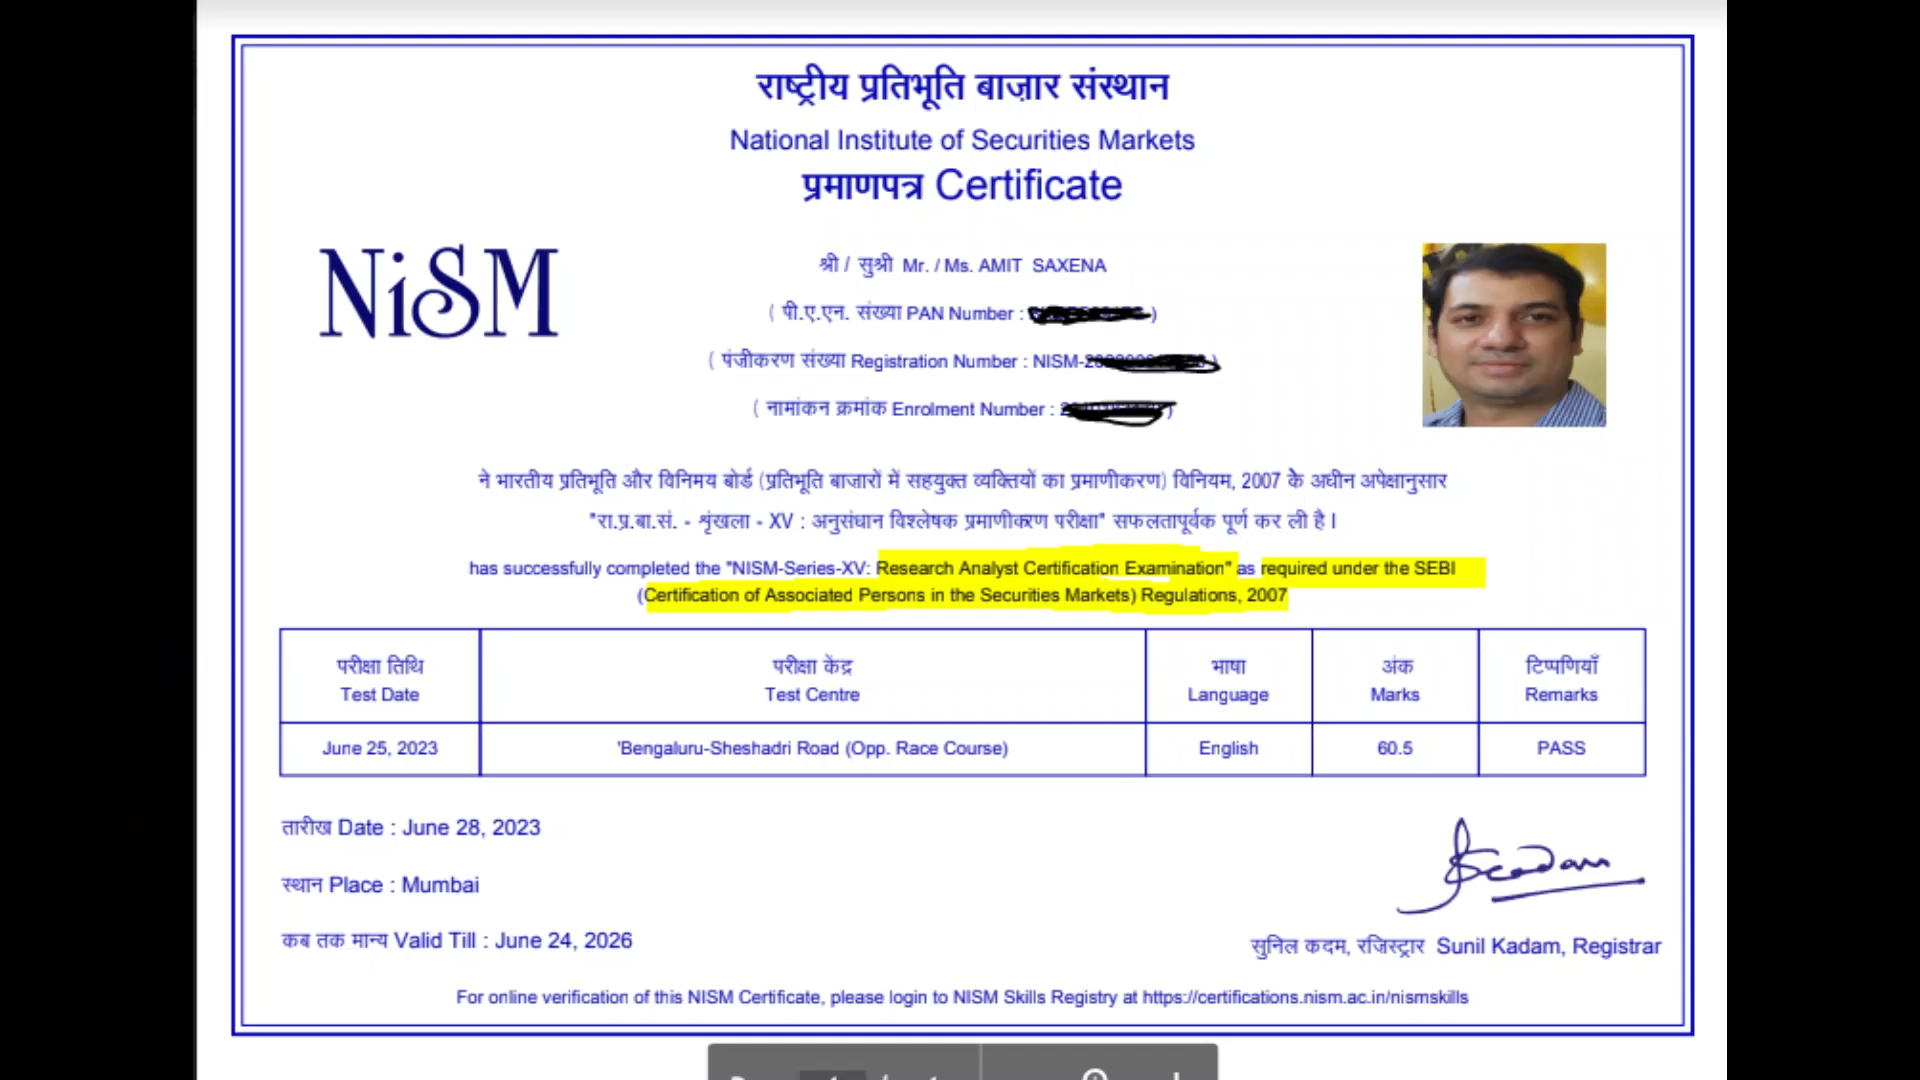 राष्ट्रीय प्रतिभूति बाज़ार संस्थान
National Institute of Securities Markets
प्रमाणपत्र Certificate
NiSM
श्री / सुश्री Mr. / Ms. AMIT SAXENA
( पी.ए.एन. संख्या PAN Number : )
( पंजीकरण संख्या Registration Number : NISM-2 )
( नामांकन क्रमांक Enrolment Number : )
ने भारतीय प्रतिभूति और विनिमय बोर्ड (प्रतिभूति बाजारों में सहयुक्त व्यक्तियों का प्रमाणीकरण) विनियम, 2007 के अधीन अपेक्षानुसार
"रा.प्र.बा.सं. - शृंखला - XV : अनुसंधान विश्लेषक प्रमाणीकरण परीक्षा" सफलतापूर्वक पूर्ण कर ली है I
has successfully completed the "NISM-Series-XV: Research Analyst Certification Examination" as required under the SEBI
(Certification of Associated Persons in the Securities Markets) Regulations, 2007
परीक्षा तिथि परीक्षा केंद्र भाषा अंक टिप्पणियाँ
Test Date Test Centre Language Marks Remarks
June 25, 2023 'Bengaluru-Sheshadri Road (Opp. Race Course) English 60.5 PASS
तारीख Date : June 28, 2023
स्थान Place : Mumbai
कब तक मान्य Valid Till : June 24, 2026
सुनिल कदम, रजिस्ट्रार Sunil Kadam, Registrar
For online verification of this NISM Certificate, please login to NISM Skills Registry at https://certifications.nism.ac.in/nismskills